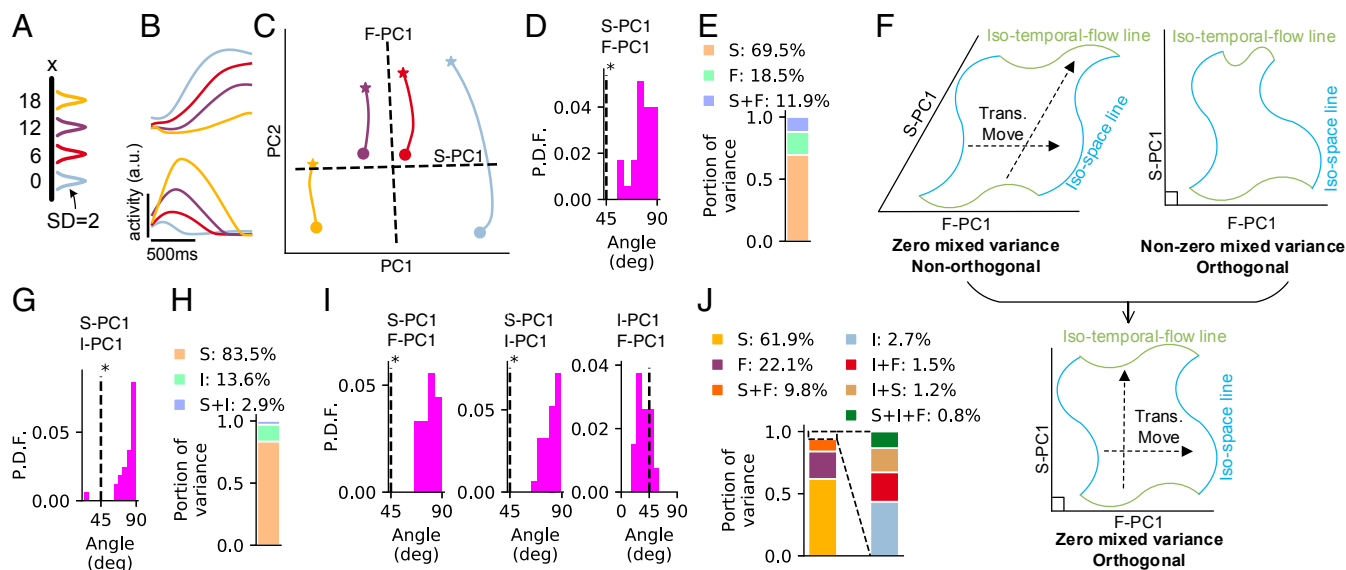 A
x
18
12
6
0
SD=2
B
activity (a.u.)
500ms
C
F-PC1
S-PC1
PC2
PC1
D
S-PC1
F-PC1
*
0.04
0.02
0.00
P.D.F.
45 90
Angle
(deg)
E
S: 69.5%
F: 18.5%
S+F: 11.9%
1.0
0.5
0.0
Portion of
variance
F
Iso-temporal-flow line
S-PC1
Trans.
Move
Iso-space line
F-PC1
Zero mixed variance
Non-orthogonal
Iso-temporal-flow line
S-PC1
Iso-space line
F-PC1
Non-zero mixed variance
Orthogonal
Iso-temporal-flow line
S-PC1
Trans.
Move
Iso-space line
F-PC1
Zero mixed variance
Orthogonal
G
S-PC1
I-PC1
*
0.05
0.00
P.D.F.
45 90
Angle
(deg)
H
S: 83.5%
I: 13.6%
S+I: 2.9%
1.0
0.5
0.0
Portion of
variance
I
S-PC1
F-PC1
*
0.05
0.00
P.D.F.
45 90
Angle
(deg)
S-PC1
I-PC1
*
0.05
0.00
45 90
Angle
(deg)
I-PC1
F-PC1
0.04
0.02
0.00
0 45 90
Angle
(deg)
J
S: 61.9%
F: 22.1%
S+F: 9.8%
I: 2.7%
I+F: 1.5%
I+S: 1.2%
S+I+F: 0.8%
1.0
0.5
0.0
Portion of
variance